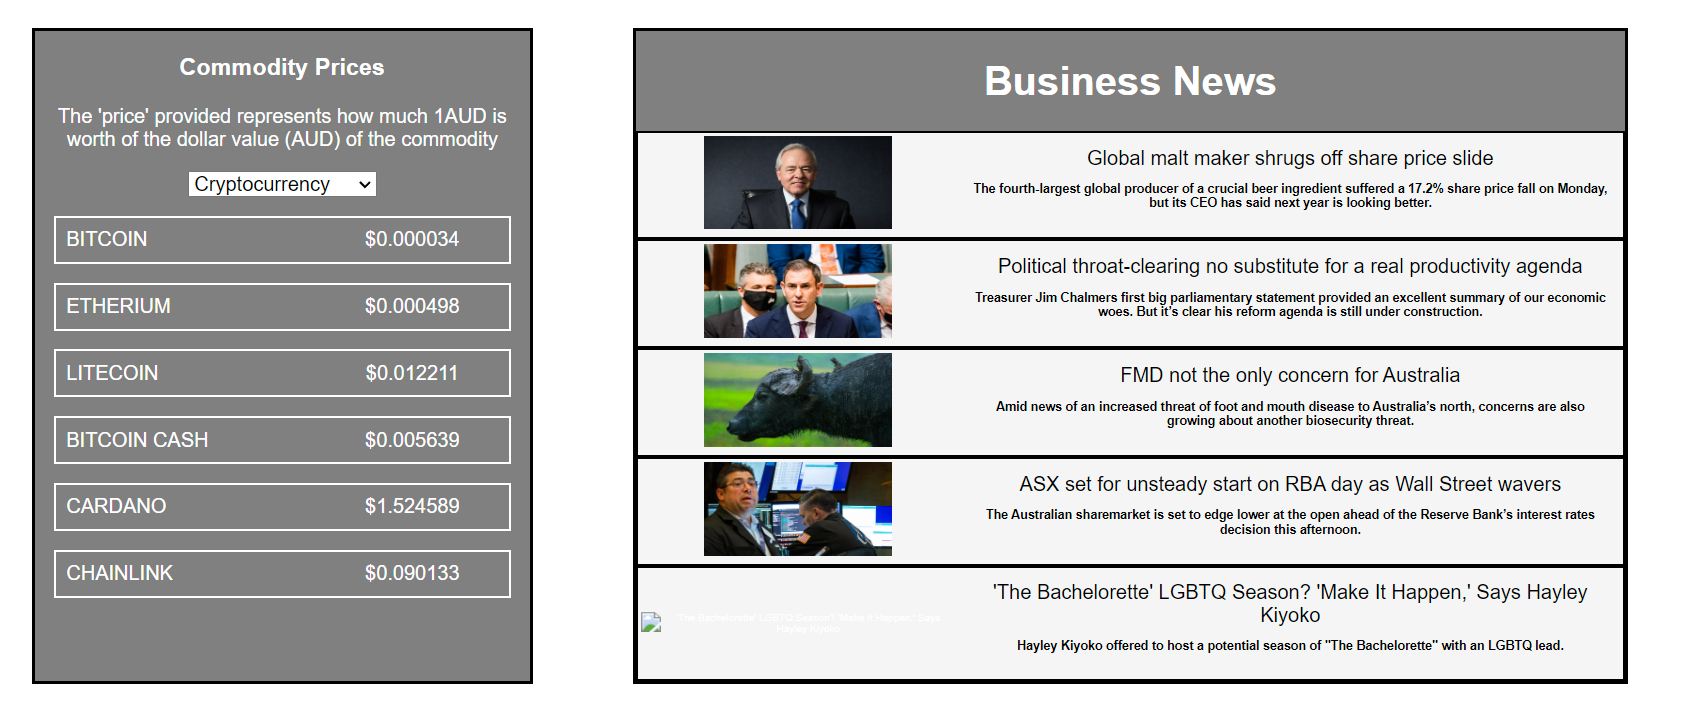 Commodity Prices
The 'price' provided represents how much 1AUD is
worth of the dollar value (AUD) of the commodity
Cryptocurrency
BITCOIN $0.000034
ETHERIUM $0.000498
LITECOIN $0.012211
BITCOIN CASH $0.005639
CARDANO $1.524589
CHAINLINK $0.090133
Business News
Global malt maker shrugs off share price slide
The fourth-largest global producer of a crucial beer ingredient suffered a 17.2% share price fall on Monday,
but its CEO has said next year is looking better.
Political throat-clearing no substitute for a real productivity agenda
Treasurer Jim Chalmers first big parliamentary statement provided an excellent summary of our economic
woes. But it’s clear his reform agenda is still under construction.
FMD not the only concern for Australia
Amid news of an increased threat of foot and mouth disease to Australia’s north, concerns are also
growing about another biosecurity threat.
ASX set for unsteady start on RBA day as Wall Street wavers
The Australian sharemarket is set to edge lower at the open ahead of the Reserve Bank’s interest rates
decision this afternoon.
'The Bachelorette' LGBTQ Season? 'Make It Happen,' Says
Hayley Kiyoko
'The Bachelorette' LGBTQ Season? 'Make It Happen,' Says Hayley
Kiyoko
Hayley Kiyoko offered to host a potential season of "The Bachelorette" with an LGBTQ lead.